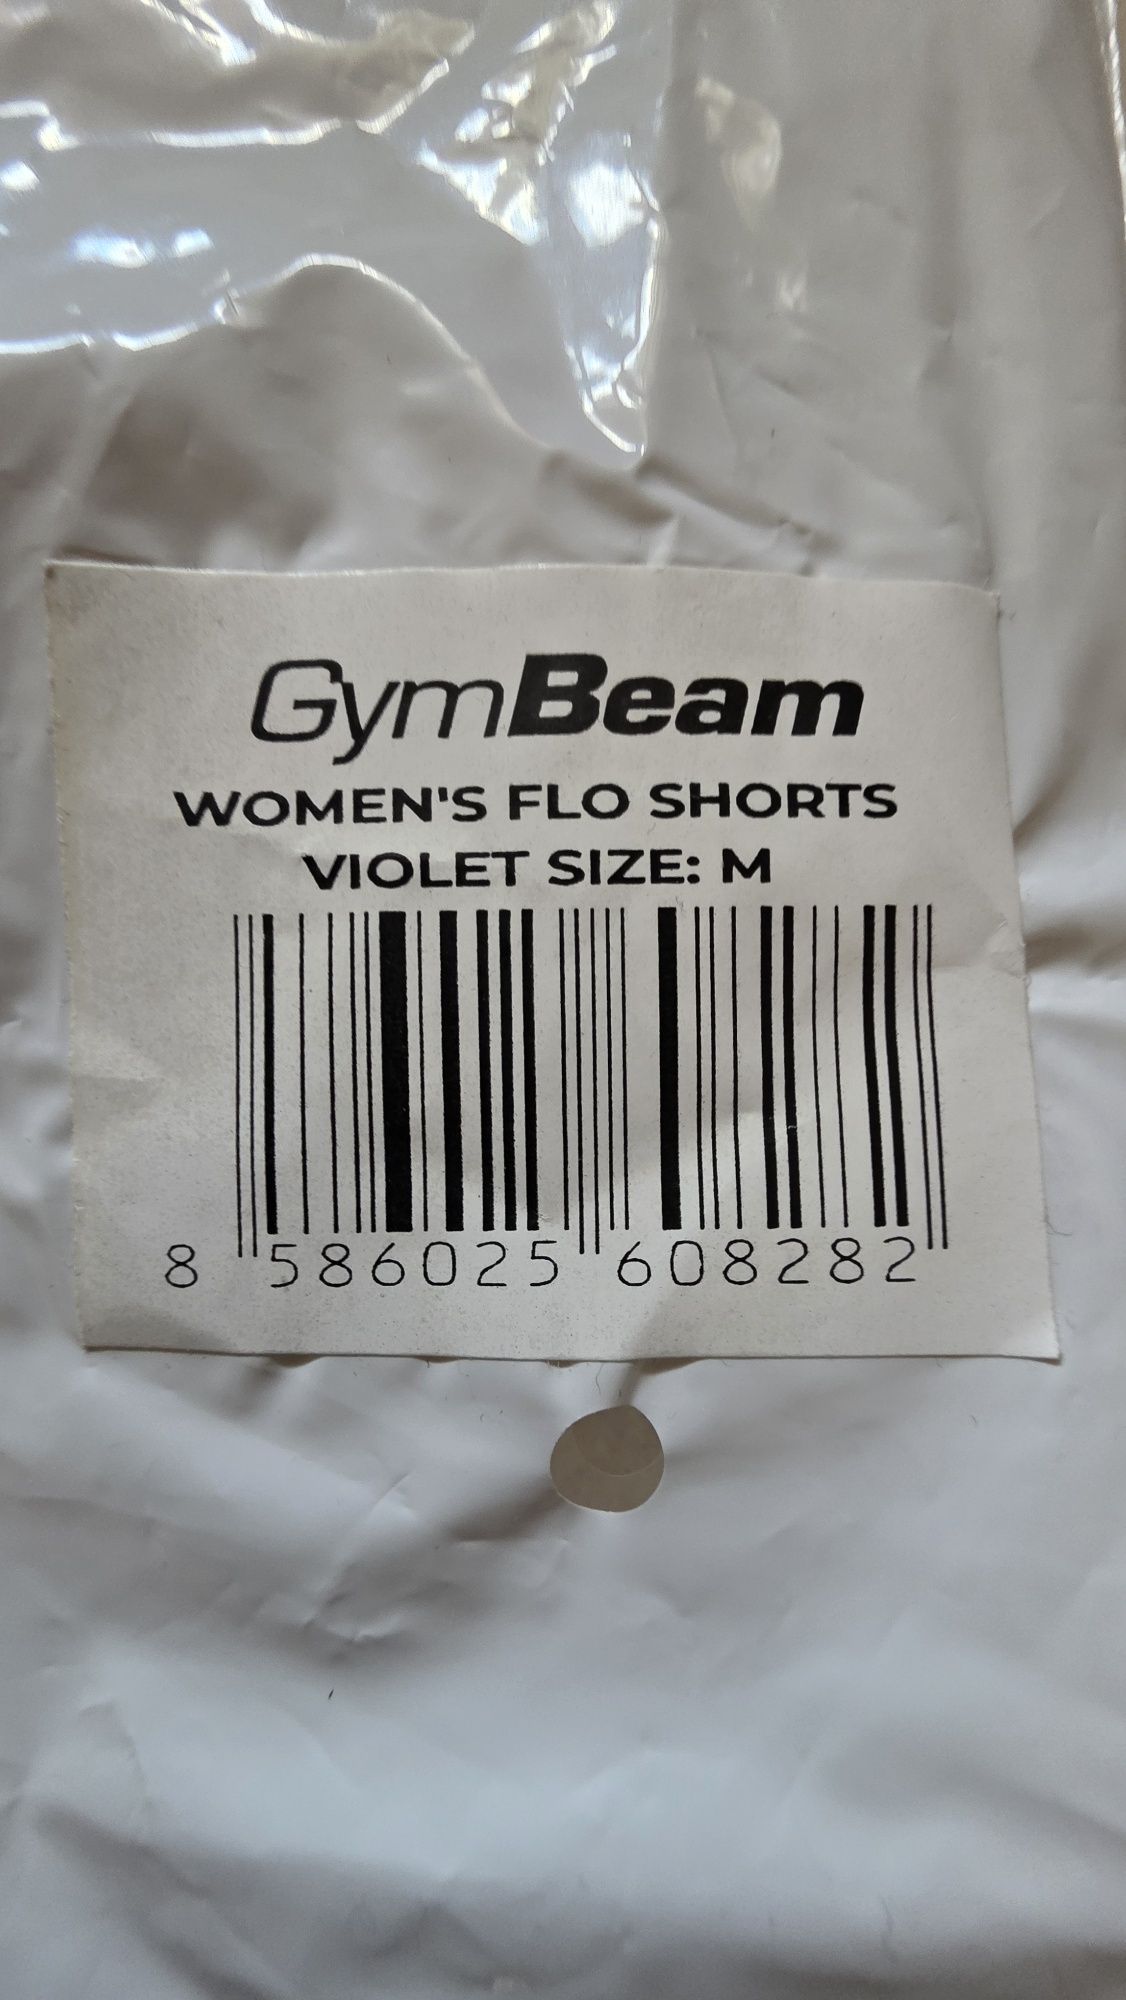 GymBeam
WOMEN'S FLO SHORTS
VIOLET SIZE: M
8 586025 608282